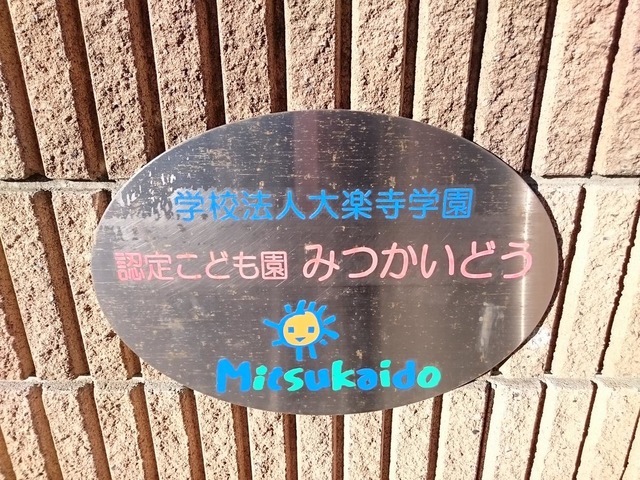 学校法人大楽寺学園
認定こども園 みつかいどう
Micsukaido